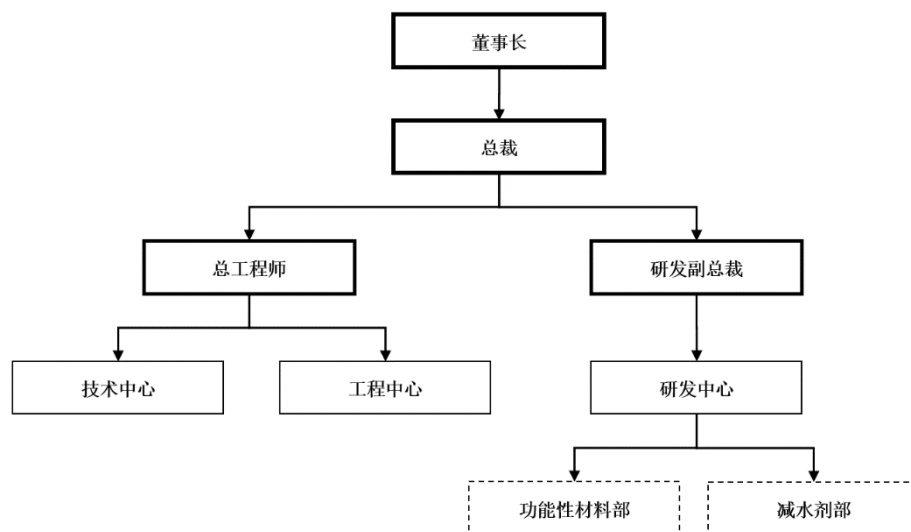 董事长
总裁
总工程师
研发副总裁
技术中心
工程中心
研发中心
功能性材料部
减水剂部